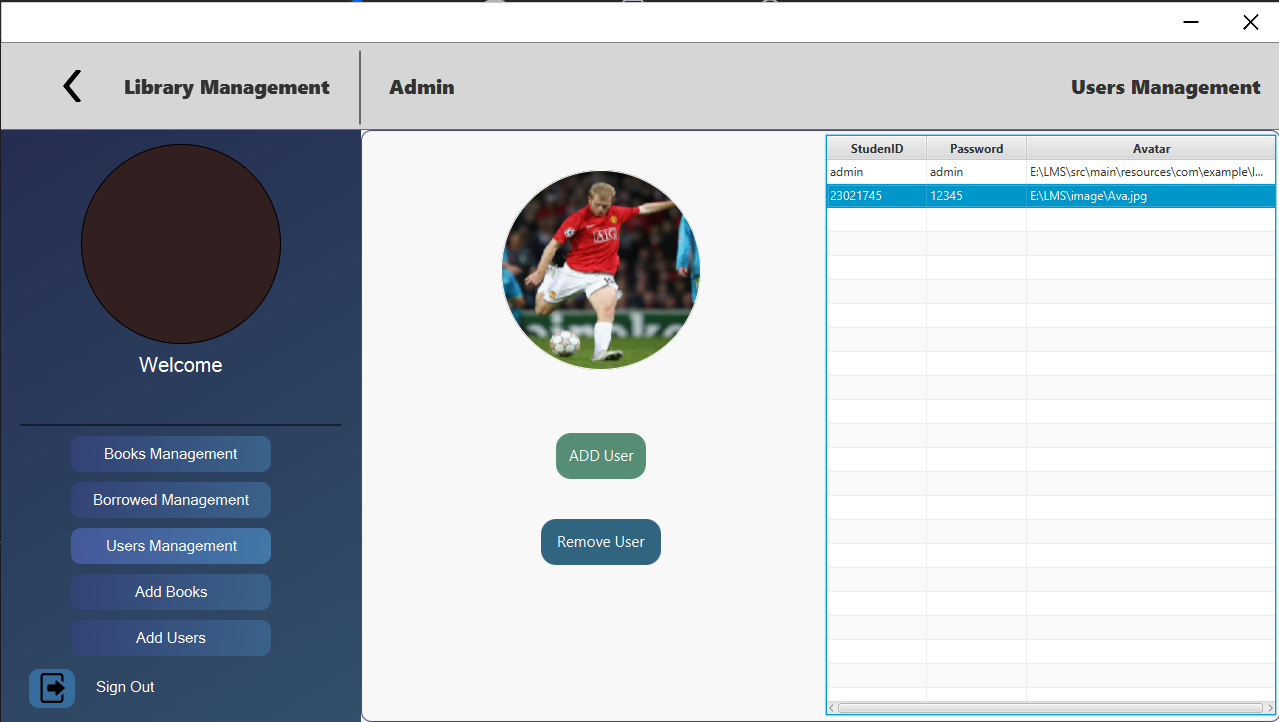 Library Management
Admin
Users Management
Welcome
Books Management
Borrowed Management
Users Management
Add Books
Add Users
Sign Out
AIG
ADD User
Remove User
StudenID Password Avatar
admin admin E:\LMS\src\main\resources\com\example\l...
23021745 12345 E:\LMS\image\Ava.jpg